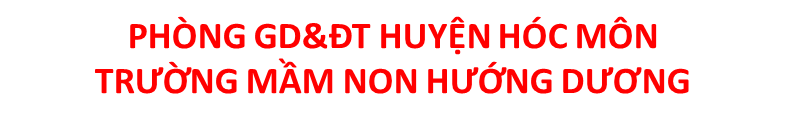 PHÒNG GD&ĐT HUYỆN HÓC MÔN
TRƯỜNG MẦM NON HƯỚNG DƯƠNG